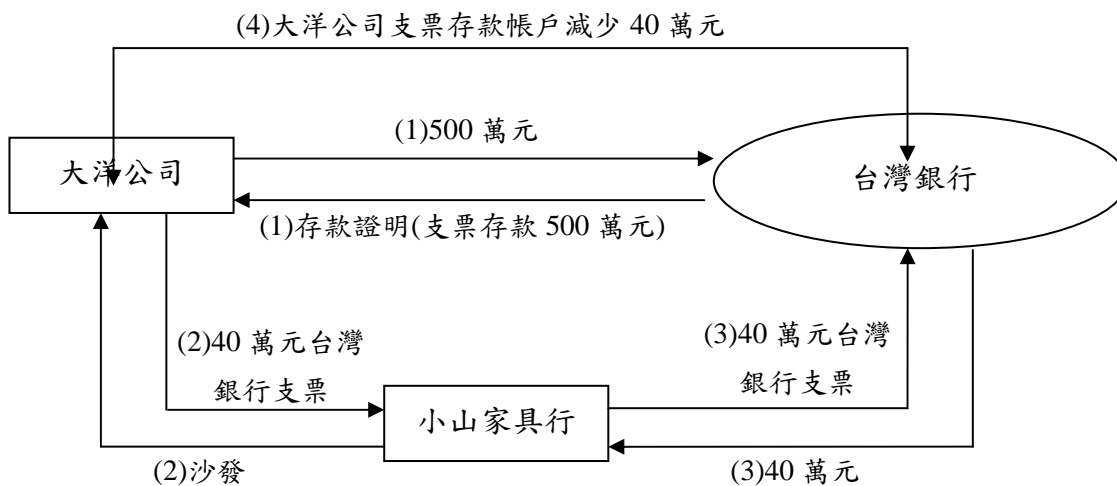 (4)大洋公司支票存款帳戶減少 40 萬元
(1)500 萬元
大洋公司
台灣銀行
(1)存款證明(支票存款 500 萬元)
(2)40 萬元台灣
銀行支票
(3)40 萬元台灣
銀行支票
小山家具行
(2)沙發
(3)40 萬元